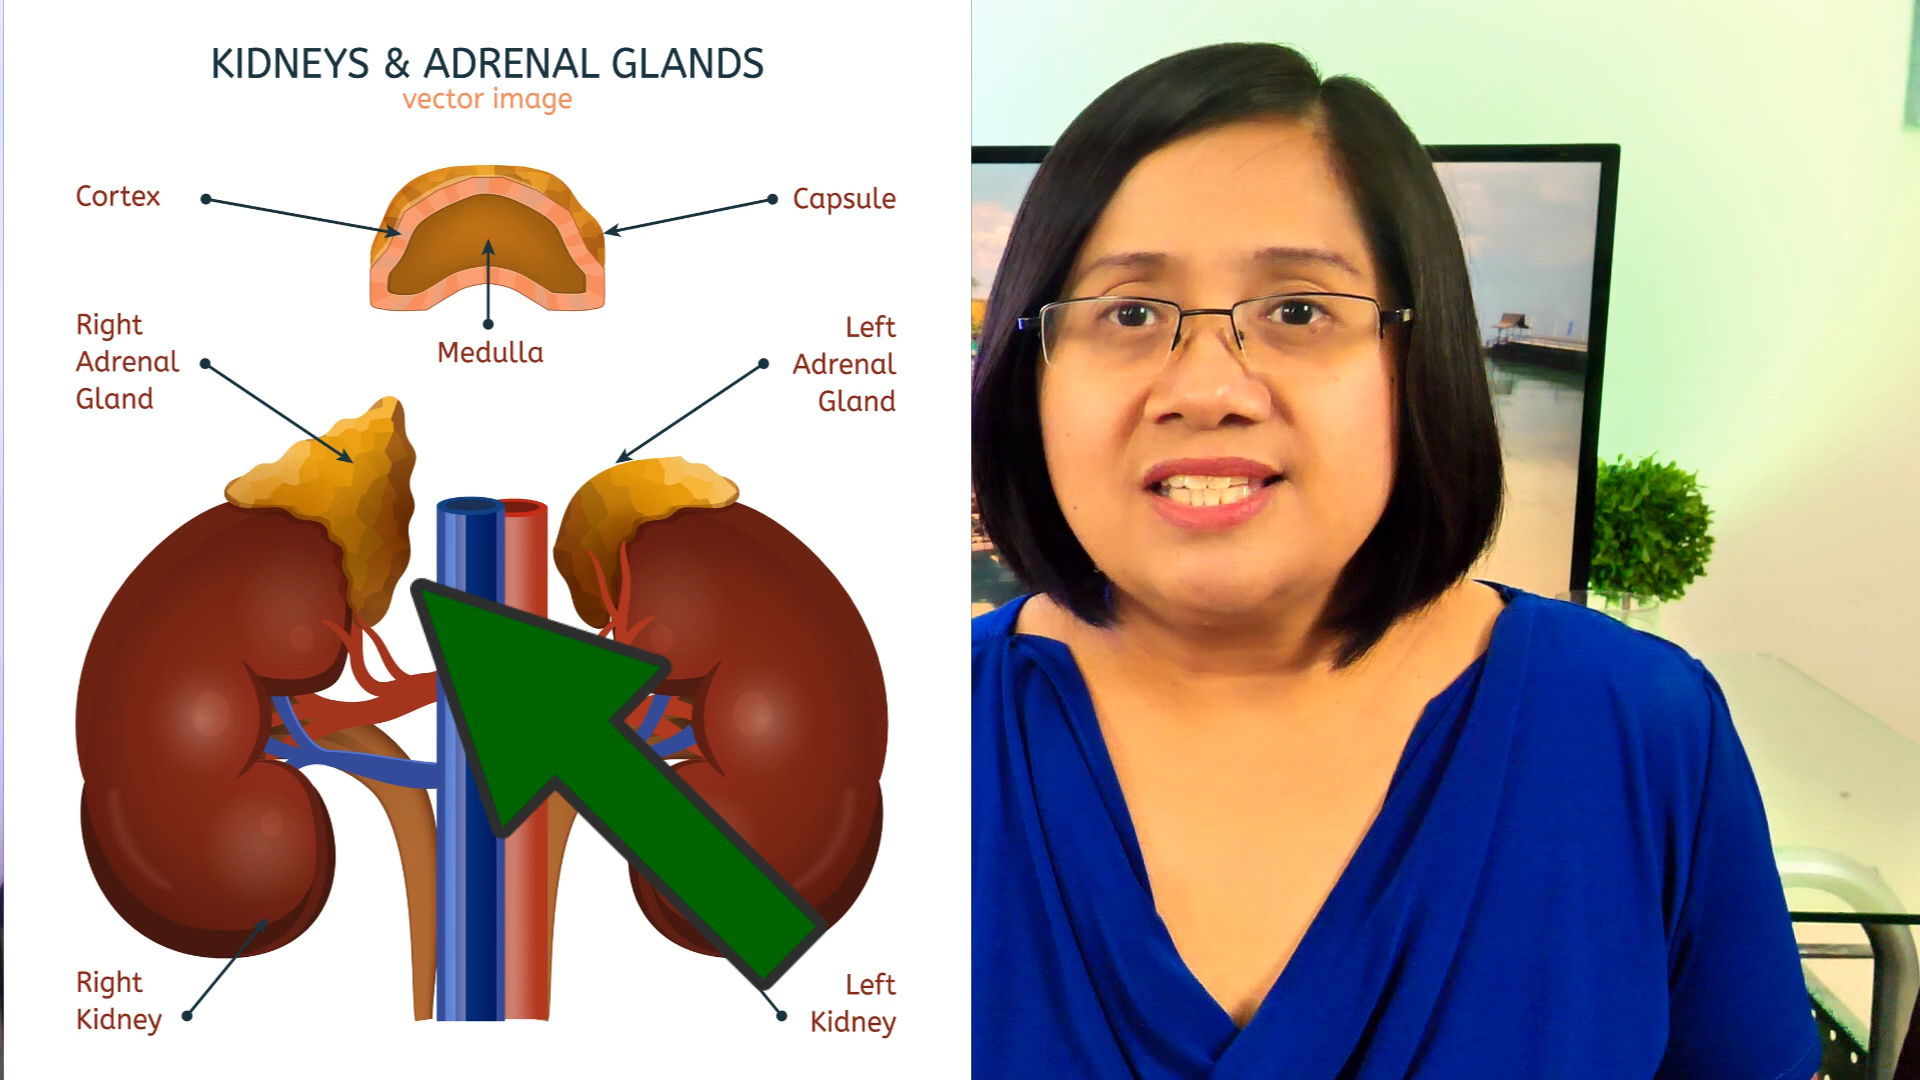 KIDNEYS & ADRENAL GLANDS
vector image
Cortex
Capsule
Medulla
Right
Adrenal
Gland
Left
Adrenal
Gland
Right
Kidney
Left
Kidney